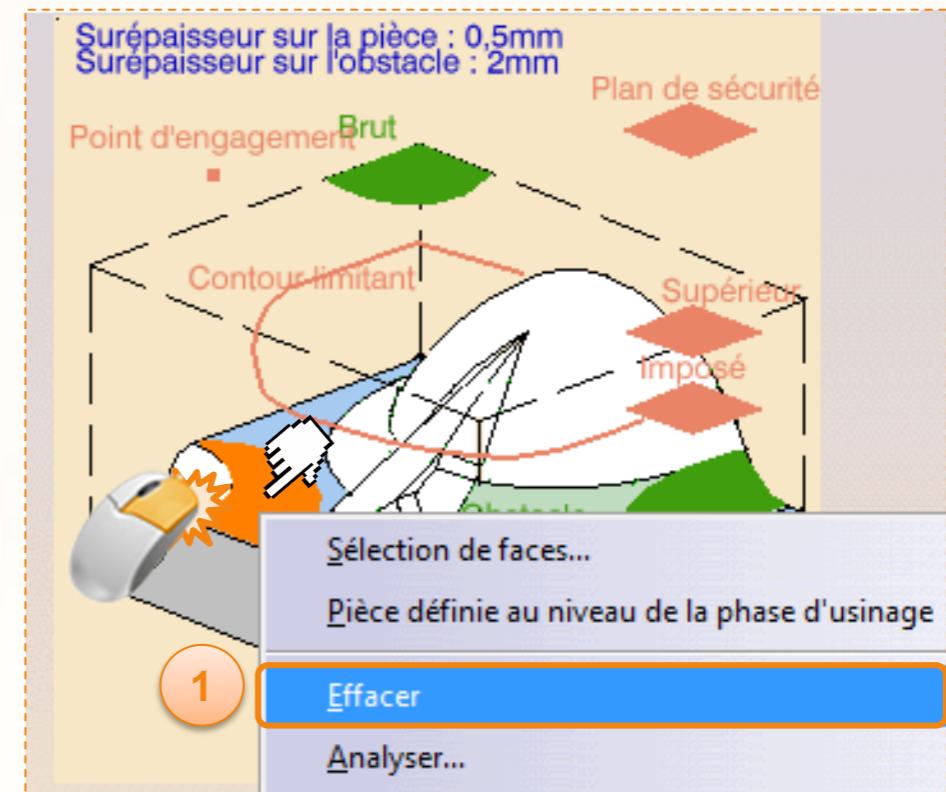 Surépaisseur sur la pièce : 0,5mm
Surépaisseur sur l'obstacle : 2mm
Plan de sécurité
Point d'engagement
Brut
Contour limitant
Supérieur
Imposé
Obstacle
Sélection de faces...
Pièce définie au niveau de la phase d'usinage
1
Effacer
Analyser...